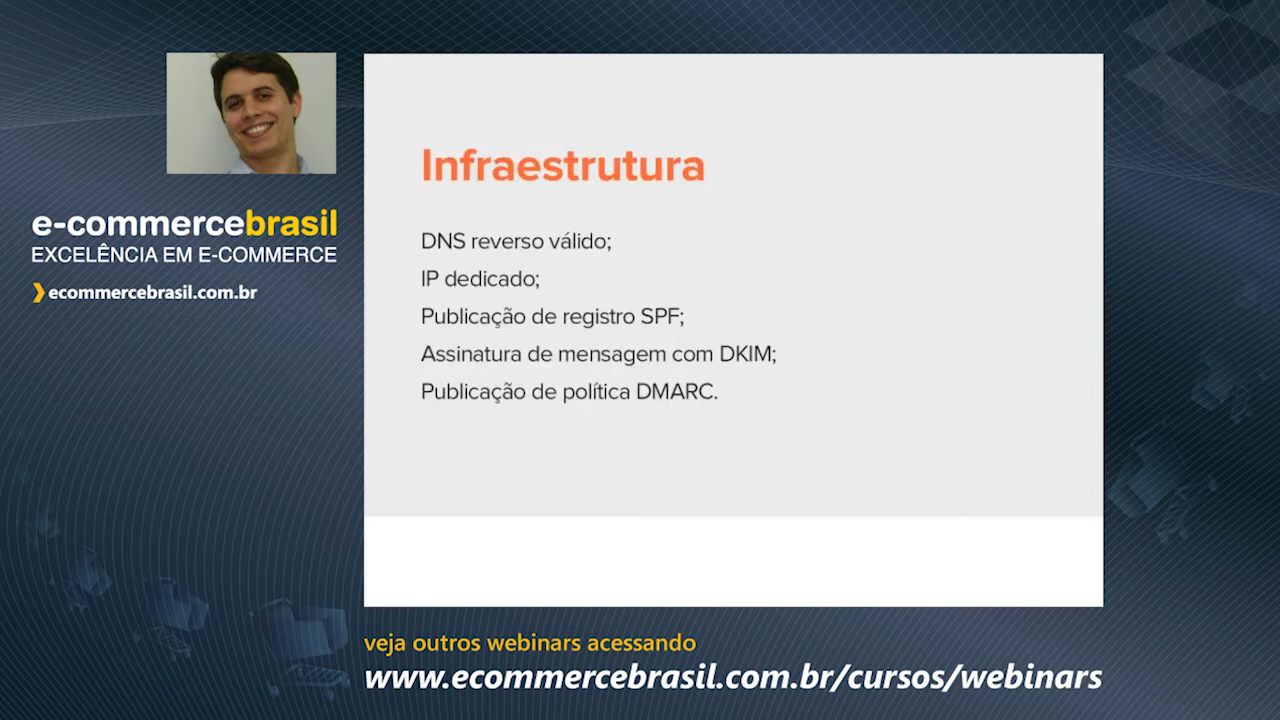 e-commercebrasil
EXCELÊNCIA EM E-COMMERCE
ecommercebrasil.com.br
Infraestrutura
DNS reverso válido;
IP dedicado;
Publicação de registro SPF;
Assinatura de mensagem com DKIM;
Publicação de política DMARC.
veja outros webinars acessando
www.ecommercebrasil.com.br/cursos/webinars